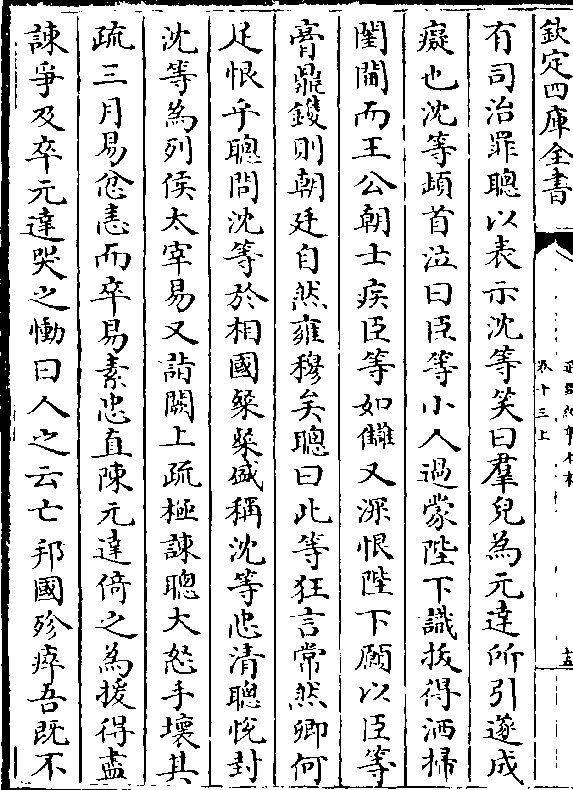 欽定四庫全書
通鑑紀事本末
卷十三上
十五
有司治罪聰以表示沈等笑曰羣兒為元達所引遂成
癡也沈等頓首泣曰臣等小人過蒙陛下識拔得洒掃
閨閤而王公朝士疾臣等如讎又深恨陛下願以臣等
膏鼎鑊則朝廷自然雍穆矣聰曰此等狂言常然卿何
足恨乎聰問沈等於相國粲粲盛稱沈等忠清聰悅封
沈等為列侯太宰易又詣闕上疏極諫聰大怒手壞其
疏三月易忿恚而卒易素忠直陳元達倚之為援得盡
諫爭及卒元達哭之慟曰人之云亡邦國殄瘁吾既不